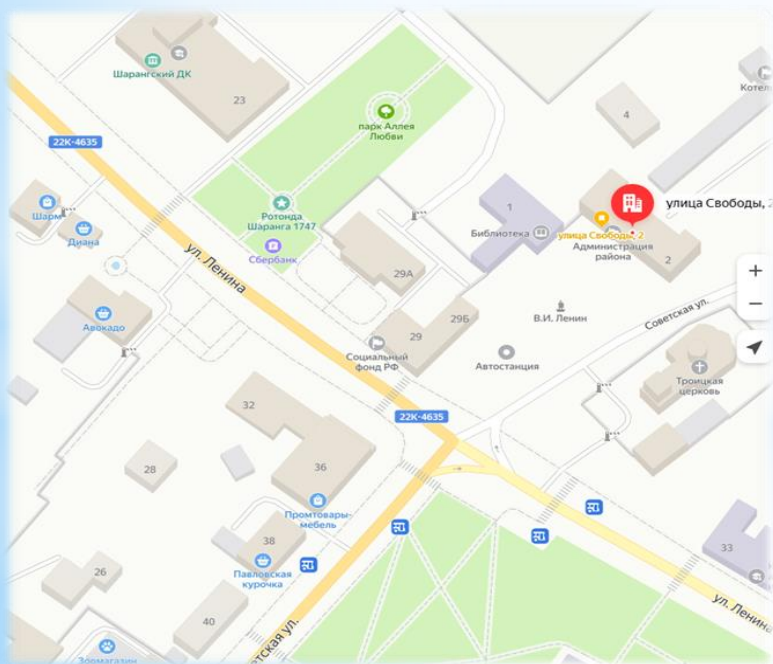 Шарангский ДК
23
парк Аллея
Любви
4
Котел
22К-4635
Шарм
Диана
Ротонда
Шаранга 1747
Сбербанк
1
Библиотека
улица Свободы, 2
улица Свободы, 2
Администрация
района
2
ул. Ленина
29А
29Б
29
В.И. Ленин
Советская ул.
Авокадо
Социальный
фонд РФ
Автостанция
Троицкая
церковь
22К-4635
32
36
28
Промтовары-
мебель
38
Павловская
курочка
26
40
33
ул. Ленина
етская ул.
Зоомагазин